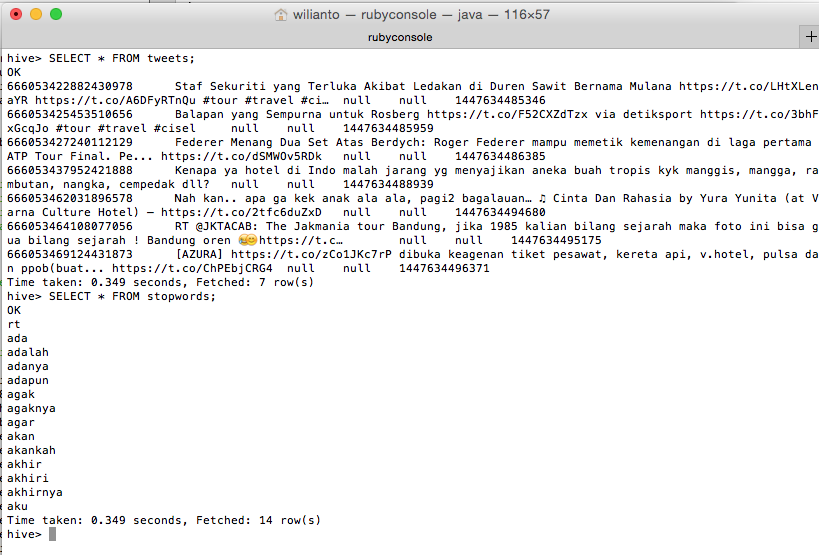 wilianto — rubyconsole — java — 116×57
rubyconsole
hive> SELECT * FROM tweets;
OK
666053422882430978 Staf Sekuriti yang Terluka Akibat Ledakan di Duren Sawit Bernama Mulana https://t.co/LHtXLen
aYR https://t.co/A6DFyRTnQu #tour #travel #ci… null null 1447634485346
666053425453510656 Balapan yang Sempurna untuk Rosberg https://t.co/F52CXZdTzx via detiksport https://t.co/3bhF
xGcqJo #tour #travel #cisel null null 1447634485959
666053427240112129 Federer Menang Dua Set Atas Berdych: Roger Federer mampu memetik kemenangan di laga pertama
ATP Tour Final. Pe... https://t.co/dSMWOv5RDk null null 1447634486385
666053437952421888 Kenapa ya hotel di Indo malah jarang yg menyajikan aneka buah tropis kyk manggis, mangga, ra
mbutan, nangka, cempedak dll? null null 1447634488939
666053462031896578 Nah kan.. apa ga kek anak ala ala, pagi2 bagalauan… ♫ Cinta Dan Rahasia by Yura Yunita (at V
arna Culture Hotel) — https://t.co/2tfc6duZxD null null 1447634494680
666053464108077056 RT @JKTACAB: The Jakmania tour Bandung, jika 1985 kalian bilang sejarah maka foto ini bisa g
ua bilang sejarah ! Bandung oren 😂😊https://t.c… null null 1447634495175
666053469124431873 [AZURA] https://t.co/zCo1JKc7rP dibuka keagenan tiket pesawat, kereta api, v.hotel, pulsa da
n ppob(buat... https://t.co/ChPEbjCRG4 null null 1447634496371
Time taken: 0.349 seconds, Fetched: 7 row(s)
hive> SELECT * FROM stopwords;
OK
rt
ada
adalah
adanya
adapun
agak
agaknya
agar
akan
akankah
akhir
akhiri
akhirnya
aku
Time taken: 0.349 seconds, Fetched: 14 row(s)
hive>